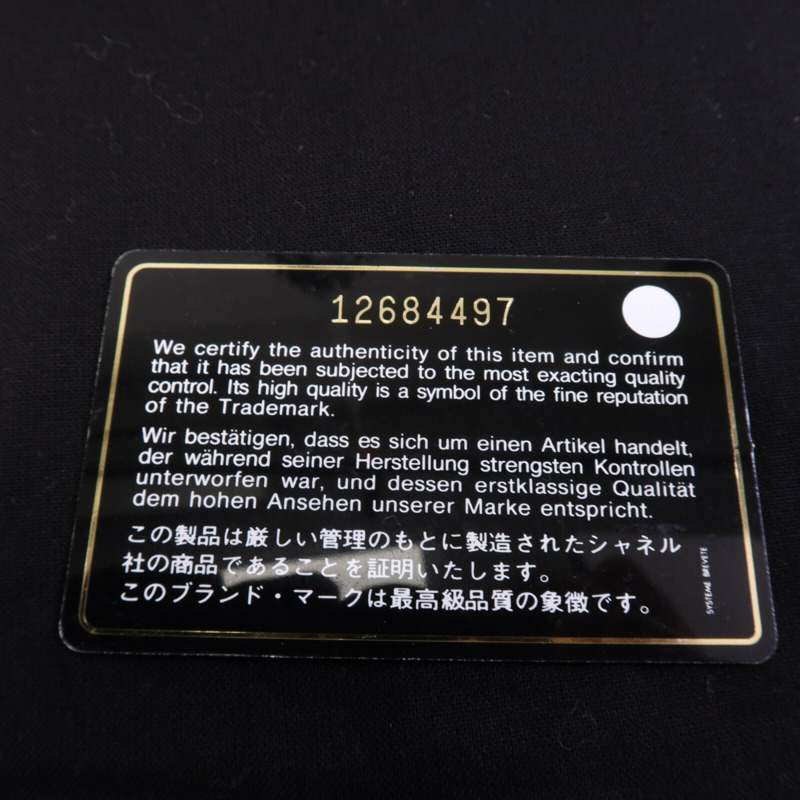 12684497
We certify the authenticity of this item and confirm
that it has been subjected to the most exacting quality
control. Its high quality is a symbol of the fine reputation
of the Trademark.
Wir bestätigen, dass es sich um einen Artikel handelt,
der während seiner Herstellung strengsten Kontrollen
unterworfen war, und dessen erstklassige Qualität
dem hohen Ansehen unserer Marke entspricht.
この製品は厳しい管理のもとに製造されたシャネル
社の商品であることを証明いたします。
このブランド・マークは最高級品質の象徴です。
SYSTEME BREVETE